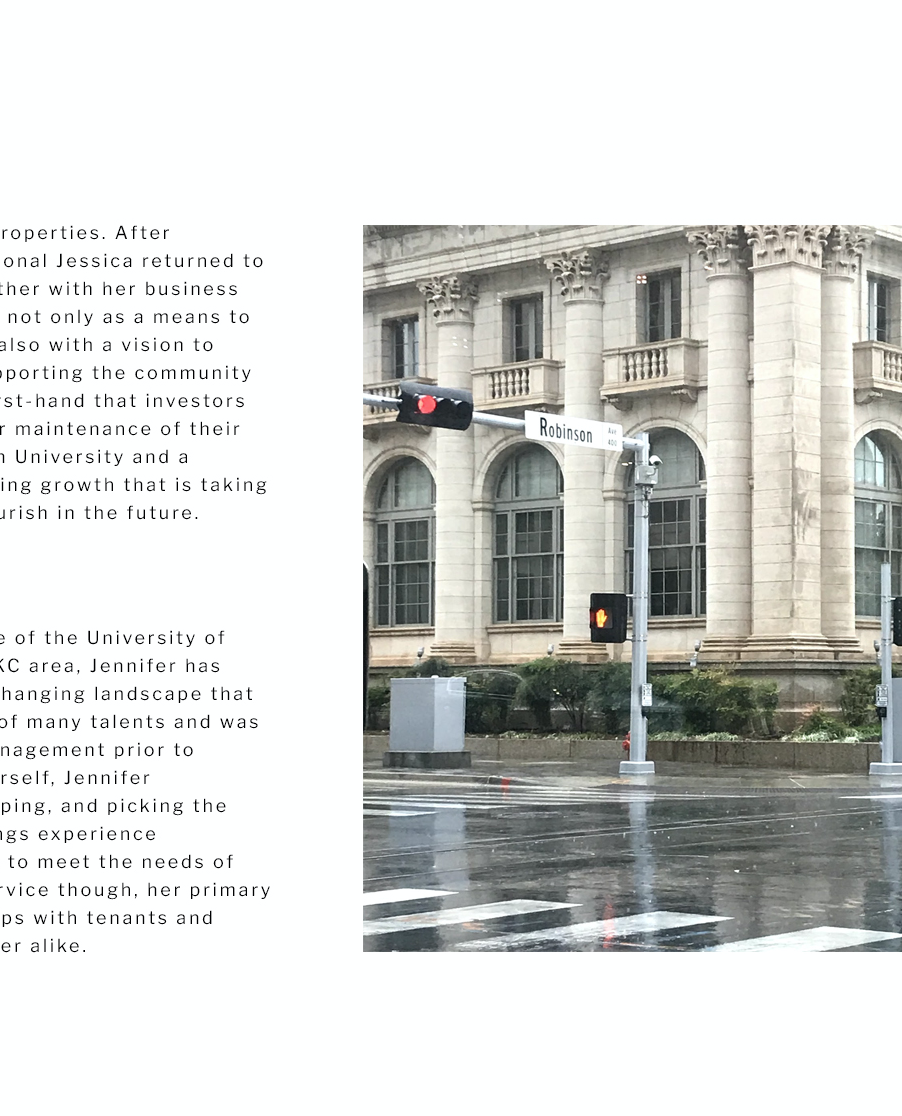 roperties. After
onal Jessica returned to
ther with her business
not only as a means to
also with a vision to
pporting the community
rst-hand that investors
r maintenance of their
n University and a
ing growth that is taking
urish in the future.
e of the University of
KC area, Jennifer has
hanging landscape that
of many talents and was
nagement prior to
rself, Jennifer
ping, and picking the
ngs experience
to meet the needs of
rvice though, her primary
ps with tenants and
er alike.
Robinson Ave
400